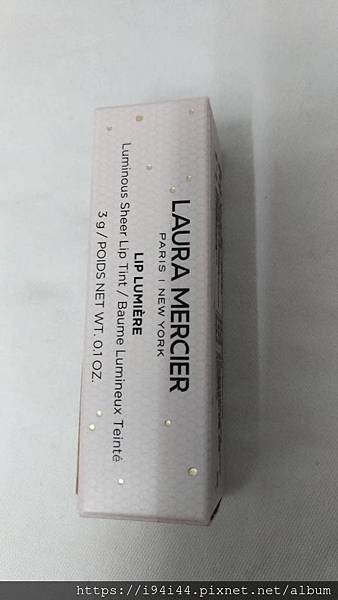 LAURA MERCIER
PARIS | NEW YORK
LIP LUMIÈRE
Luminous Sheer Lip Tint / Baume Lumineux Teinté
3 g / POIDS NET WT. 0.1 OZ.
https://i94i44.pixnet.net/album